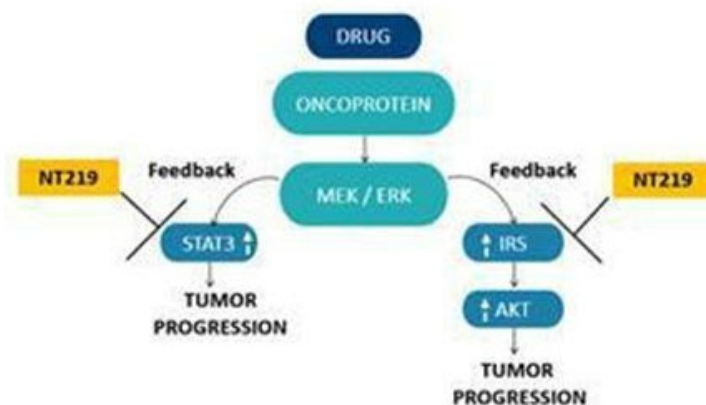 DRUG
ONCOPROTEIN
NT219
Feedback
MEK / ERK
Feedback
NT219
STAT3
IRS
TUMOR
PROGRESSION
AKT
TUMOR
PROGRESSION